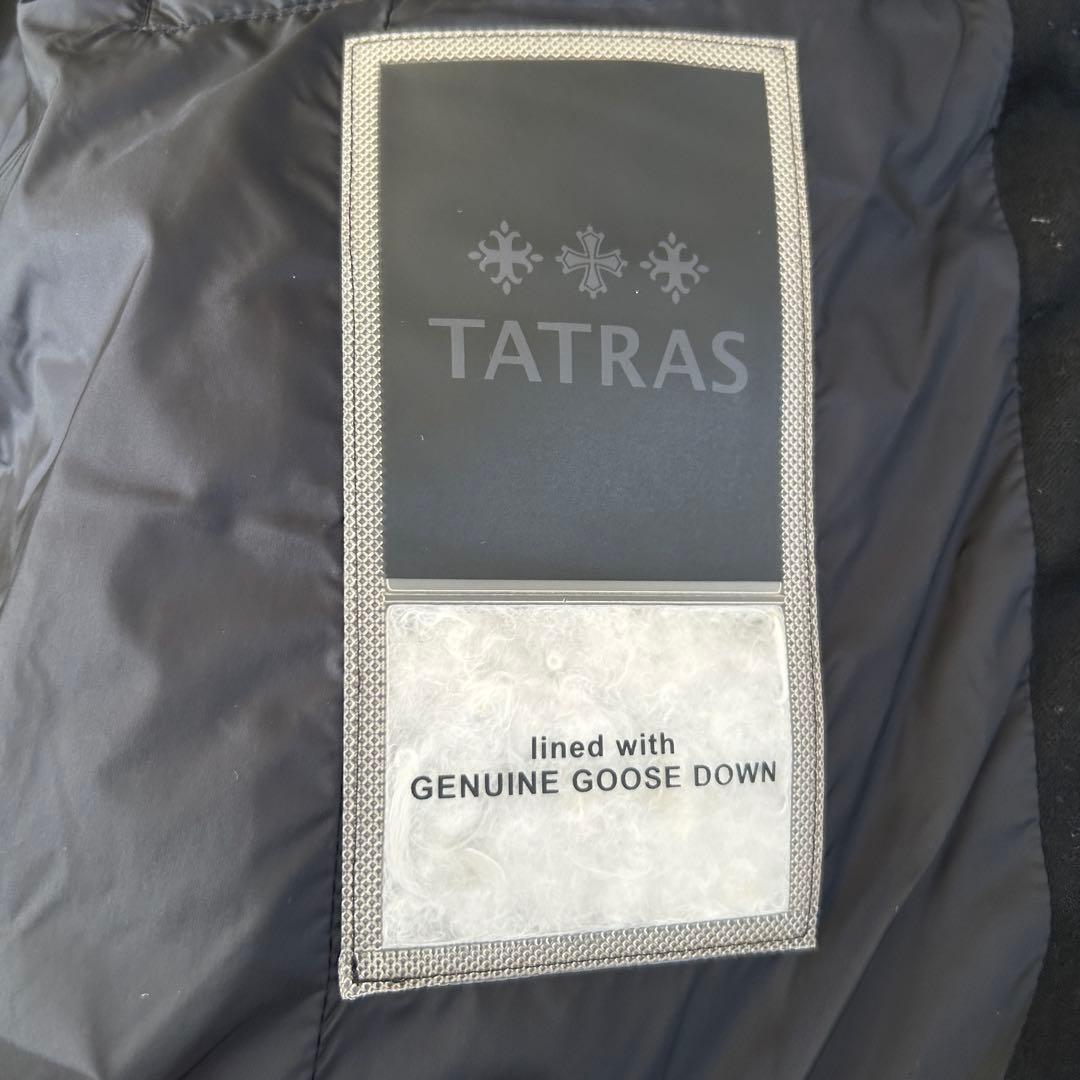 TATRAS
lined with
GENUINE GOOSE DOWN